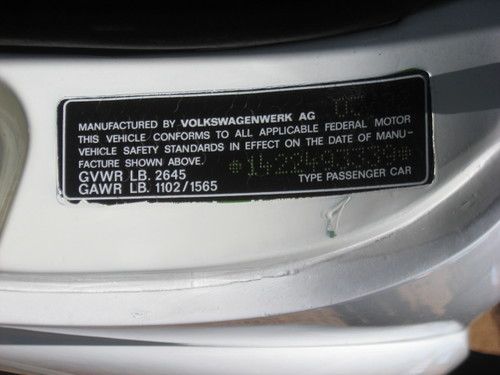 MANUFACTURED BY VOLKSWAGENWERK AG
THIS VEHICLE CONFORMS TO ALL APPLICABLE FEDERAL MOTOR
VEHICLE SAFETY STANDARDS IN EFFECT ON THE DATE OF MANU-
FACTURE SHOWN ABOVE.
GVWR LB. 2645
GAWR LB. 1102/1565
TYPE PASSENGER CAR